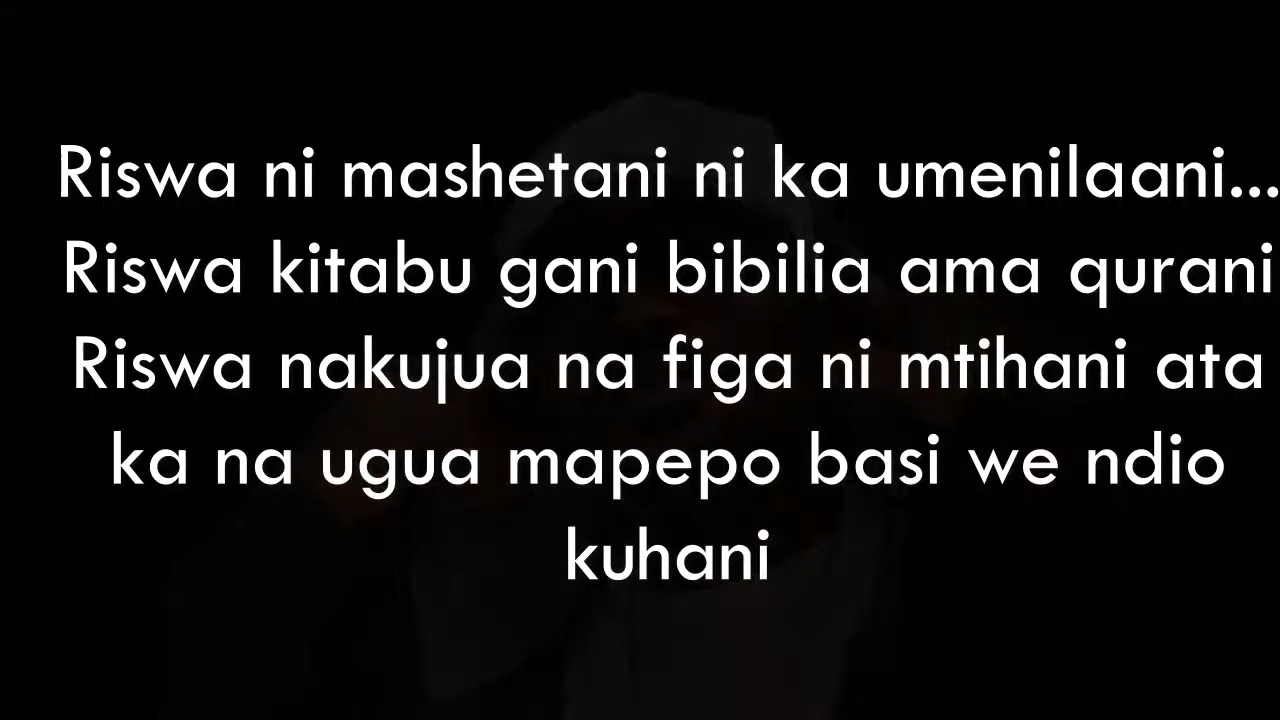 Riswa ni mashetani ni ka umenilaani...
Riswa kitabu gani bibilia ama qurani
Riswa nakujua na figa ni mtihani ata
ka na ugua mapepo basi we ndio
kuhani